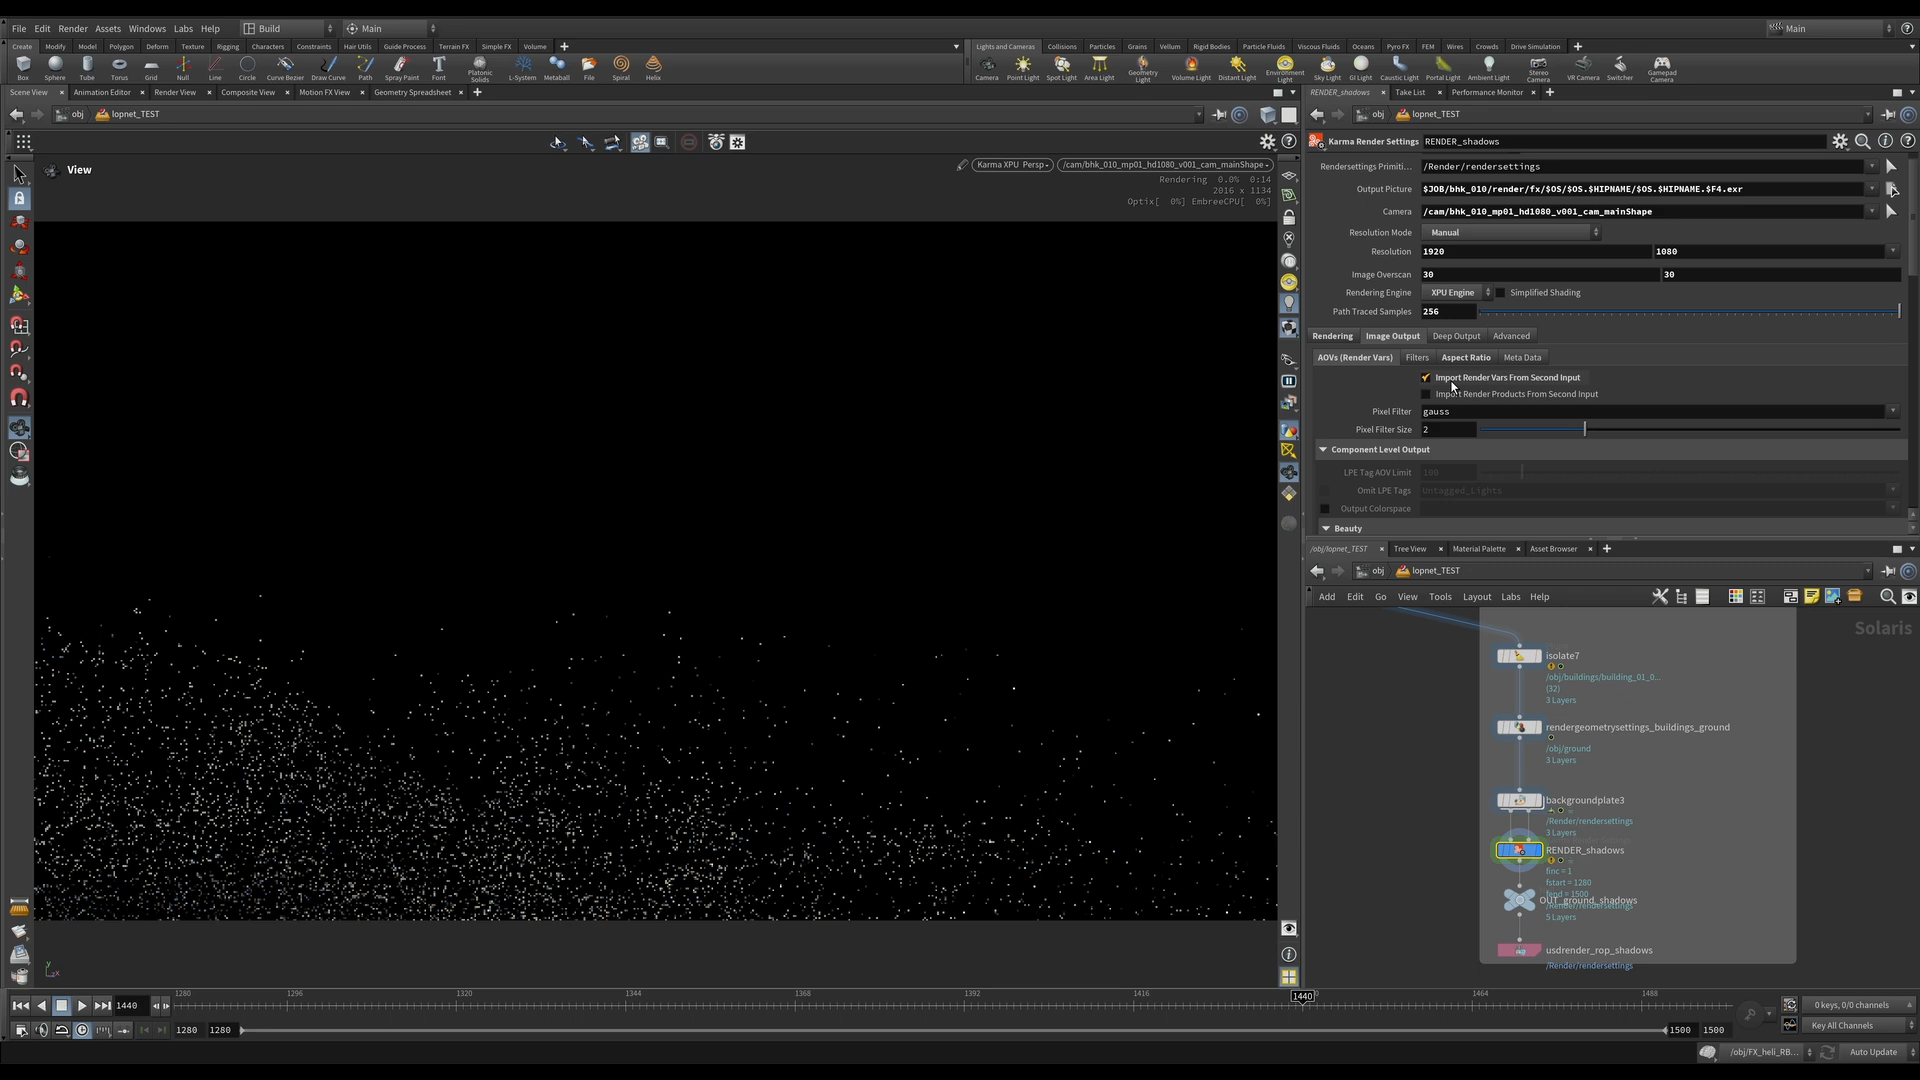 File Edit Render Assets Windows Labs Help Build Main Main
Create Modify Model Polygon Deform Texture Rigging Characters Constraints Hair Utils Guide Process Terrain FX Simple FX Volume
Lights and Cameras Collisions Particles Grains Vellum Rigid Bodies Particle Fluids Viscous Fluids Oceans Pyro FX FEM Wires Crowds Drive Simulation
Box Sphere Tube Torus Grid Null Line Circle Curve Bezier Draw Curve Path Spray Paint Font Platonic Solids L-System Metaball File Spiral Helix
Camera Point Light Spot Light Area Light Geometry Light Volume Light Distant Light Environment Light Sky Light GI Light Caustic Light Portal Light Ambient Light Stereo Camera VR Camera Switcher Gamepad Camera
Scene View Animation Editor Render View Composite View Motion FX View Geometry Spreadsheet
obj lopnet_TEST
View
Karma XPU Persp /cam/bhk_010_mp01_hd1080_v001_cam_mainShape
Rendering 0.0% 0:14
2016 x 1134
Optix[ 0%] EmbreeCPU[ 0%]
RENDER_shadows Take List Performance Monitor
obj lopnet_TEST
Karma Render Settings RENDER_shadows
Rendersettings Primiti... /Render/rendersettings
Output Picture $JOB/bhk_010/render/fx/$OS/$OS.$HIPNAME/$OS.$HIPNAME.$F4.exr
Camera /cam/bhk_010_mp01_hd1080_v001_cam_mainShape
Resolution Mode Manual
Resolution 1920 1080
Image Overscan 30 30
Rendering Engine XPU Engine Simplified Shading
Path Traced Samples 256
Rendering Image Output Deep Output Advanced
AOVs (Render Vars) Filters Aspect Ratio Meta Data
Import Render Vars From Second Input
Import Render Products From Second Input
Pixel Filter gauss
Pixel Filter Size 2
Component Level Output
LPE Tag AOV Limit 100
Omit LPE Tags Untagged_Lights
Output Colorspace
Beauty
/obj/lopnet_TEST Tree View Material Palette Asset Browser
obj lopnet_TEST
Add Edit Go View Tools Layout Labs Help
Solaris
isolate7
/obj/buildings/building_01_0...
(32)
3 Layers
rendergeometrysettings_buildings_ground
/obj/ground
3 Layers
backgroundplate3
/Render/rendersettings
3 Layers
RENDER_shadows
finc = 1
fstart = 1280
fend = 1500
OUT_ground_shadows
/Render/rendersettings
5 Layers
usdrender_rop_shadows
/Render/rendersettings
y
x
1440 1280 1296 1320 1344 1368 1392 1416 1440 1464 1488
0 keys, 0/0 channels
1280 1280 1500 1500 Key All Channels
/obj/FX_heli_RB... Auto Update